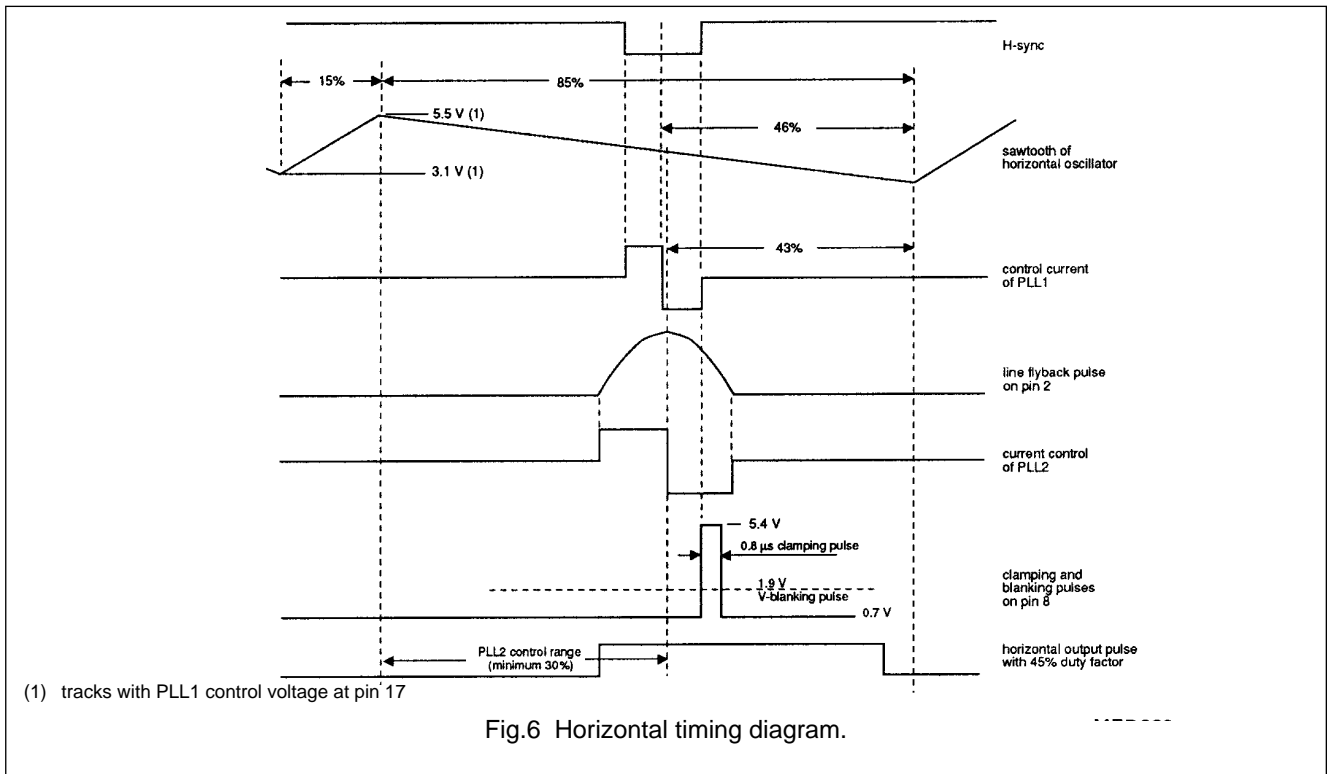 H-sync
15%
85%
5.5 V (1)
46%
sawtooth of
horizontal oscillator
3.1 V (1)
43%
control current
of PLL1
line flyback pulse
on pin 2
current control
of PLL2
5.4 V
0.8 μs clamping pulse
1.9 V
V-blanking pulse
clamping and
blanking pulses
on pin 8
0.7 V
PLL2 control range
(minimum 30%)
horizontal output pulse
with 45% duty factor
(1) tracks with PLL1 control voltage at pin 17
Fig.6 Horizontal timing diagram.